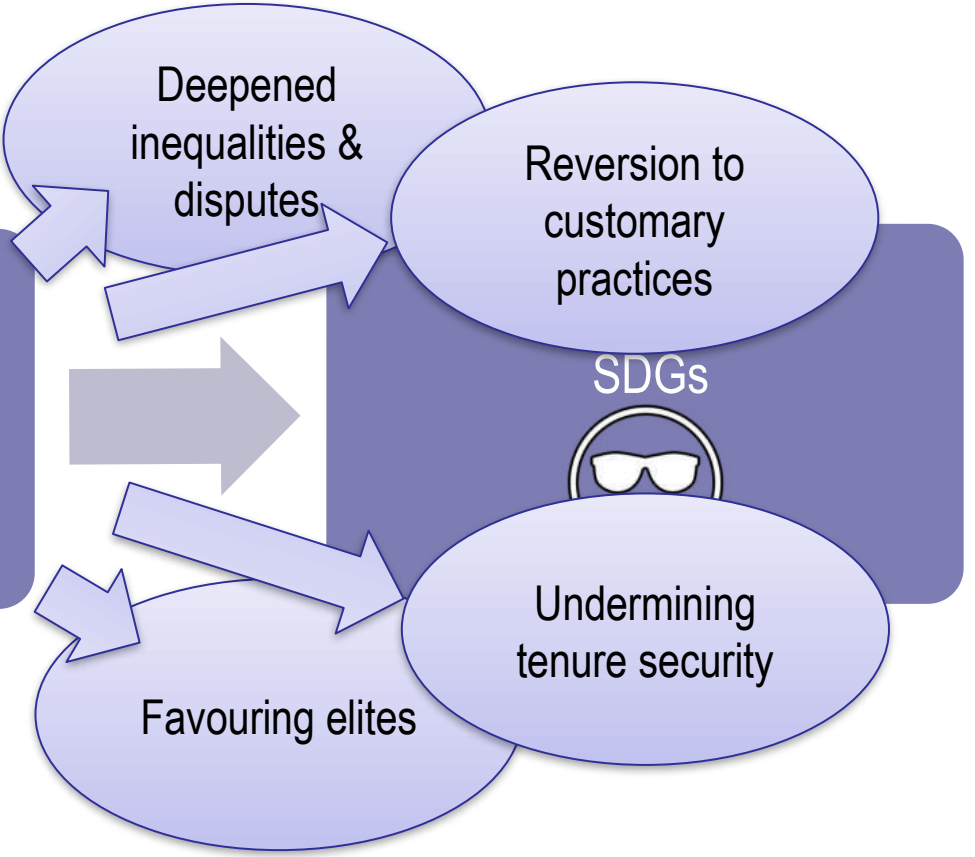 Deepened
inequalities &
disputes
Reversion to
customary
practices
SDGs
Undermining
tenure security
Favouring elites